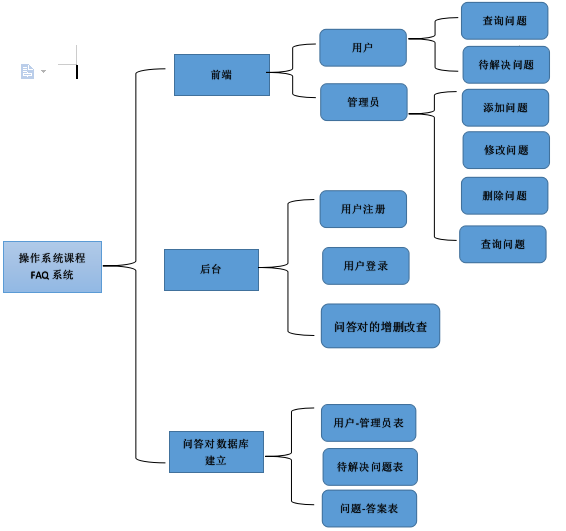 操作系统课程
FAQ 系统
前端
用户
查询问题
待解决问题
管理员
添加问题
修改问题
删除问题
查询问题
后台
用户注册
用户登录
问答对的增删改查
问答对数据库
建立
用户-管理员表
待解决问题表
问题-答案表